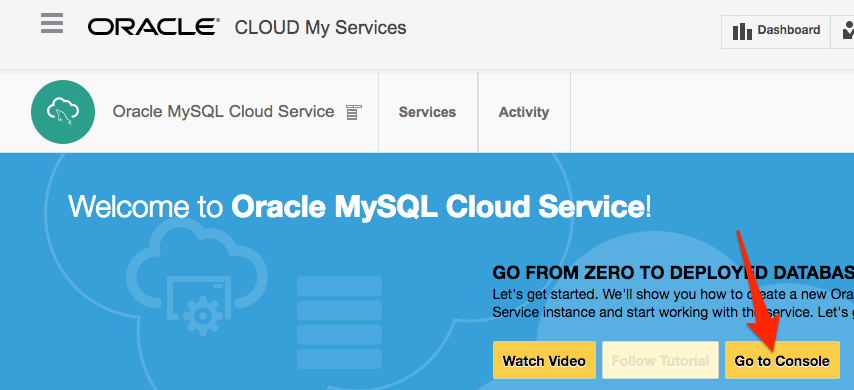 ORACLE® CLOUD My Services
Dashboard
Oracle MySQL Cloud Service
Services
Activity
Welcome to Oracle MySQL Cloud Service!
GO FROM ZERO TO DEPLOYED DATABAS
Let's get started. We'll show you how to create a new Ora
Service instance and start working with the service. Let's g
Watch Video
Follow Tutorial
Go to Console